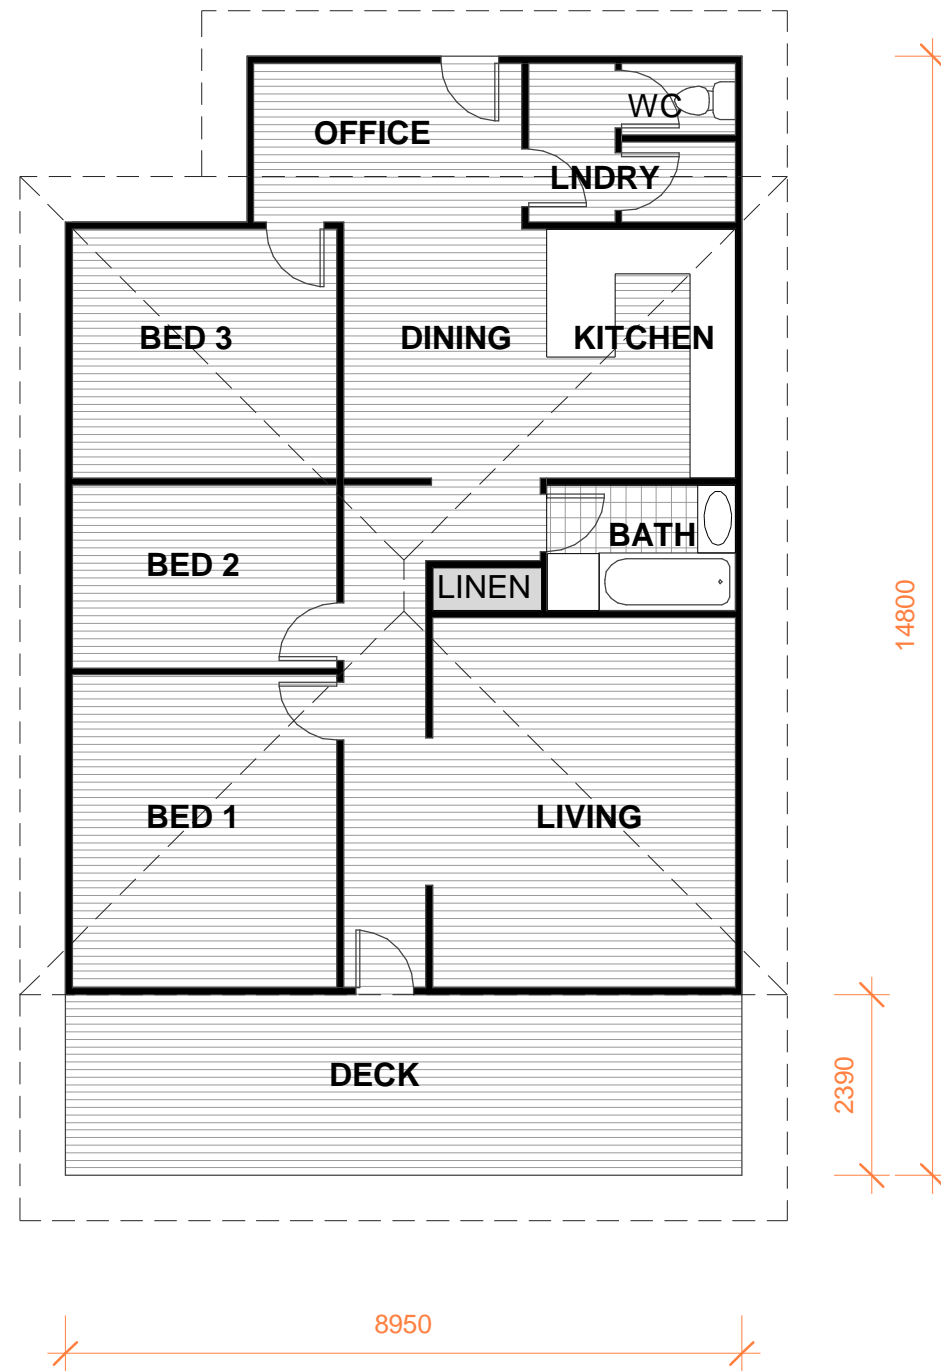 WC
OFFICE
LNDRY
BED 3
DINING
KITCHEN
BATH
BED 2
LINEN
14800
BED 1
LIVING
DECK
2390
8950